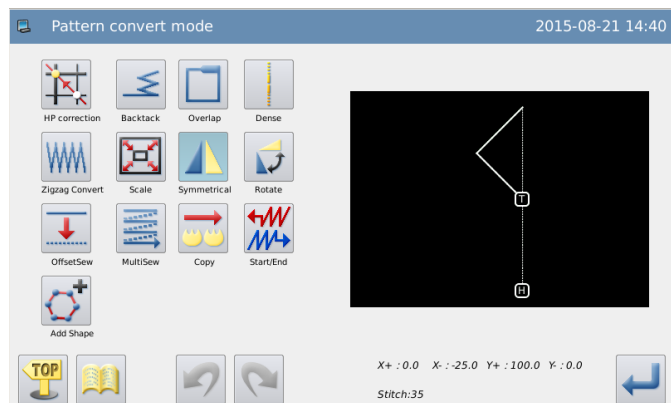 Pattern convert mode 2015-08-21 14:40
HP correction Backtack Overlap Dense
Zigzag Convert Scale Symmetrical Rotate
T
OffsetSew MultiSew Copy Start/End
H
Add Shape
TOP
X+ : 0.0 X- : -25.0 Y+ : 100.0 Y- : 0.0
Stitch:35